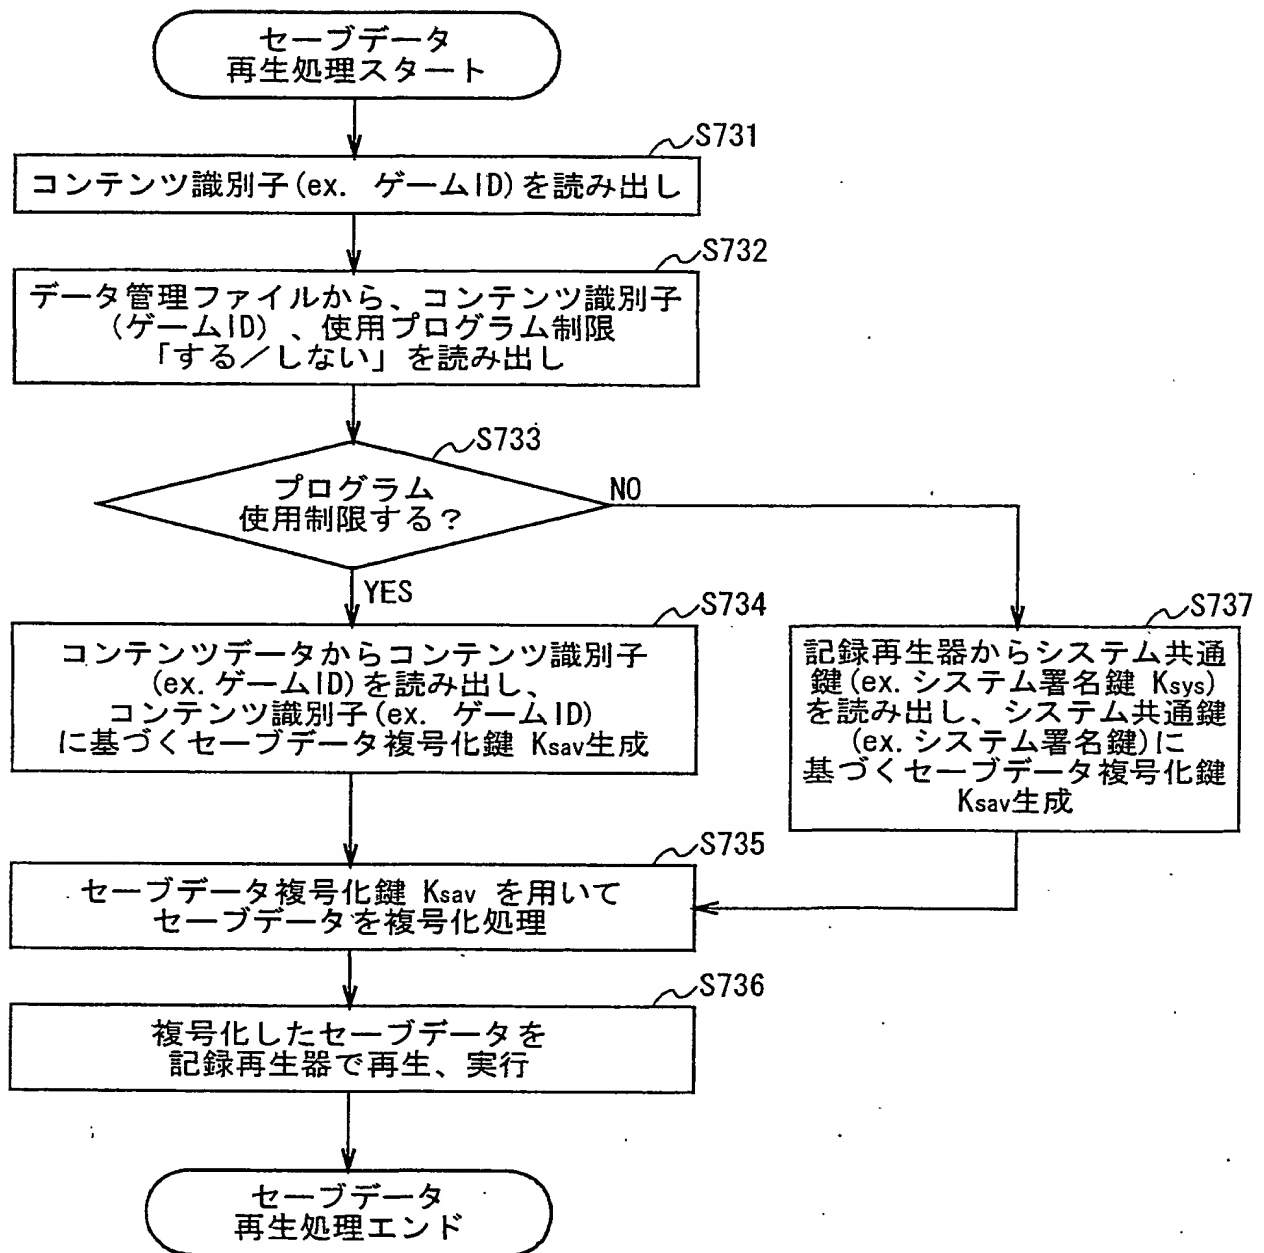 セーブデータ
再生処理スタート
S731
コンテンツ識別子(ex. ゲームID)を読み出し
S732
データ管理ファイルから、コンテンツ識別子
(ゲームID)、使用プログラム制限
「する/しない」を読み出し
S733
プログラム
使用制限する?
NO
YES
S734
コンテンツデータからコンテンツ識別子
(ex.ゲームID)を読み出し、
コンテンツ識別子(ex. ゲームID)
に基づくセーブデータ複号化鍵 Ksav生成
S737
記録再生器からシステム共通
鍵(ex.システム署名鍵 Ksys)
を読み出し、システム共通鍵
(ex.システム署名鍵)に
基づくセーブデータ複号化鍵
Ksav生成
S735
セーブデータ複号化鍵 Ksav を用いて
セーブデータを複号化処理
S736
複号化したセーブデータを
記録再生器で再生、実行
セーブデータ
再生処理エンド